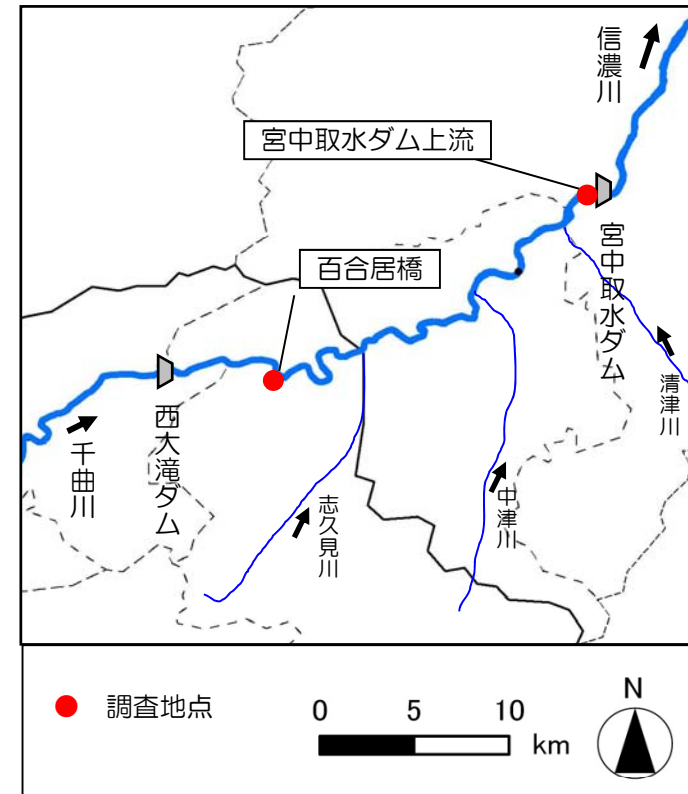 信濃川
宮中取水ダム上流
百合居橋
宮中取水ダム
清津川
西大滝ダム
千曲川
志久見川
中津川
調査地点
0 5 10
km
N